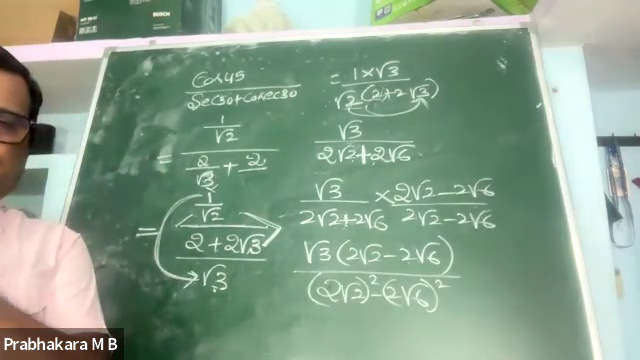 BOSCH
Cos45
Sec30+Cosec30
1
√2
= 2/√3 + 2
1
√2
= 2+2√3
√3
= 1×√3
√2(2+2√3)
√3
2√2+2√6
√3 × 2√2-2√6
2√2+2√6 2√2-2√6
√3(2√2-2√6)
(2√2)²-(2√6)²
Prabhakara M B